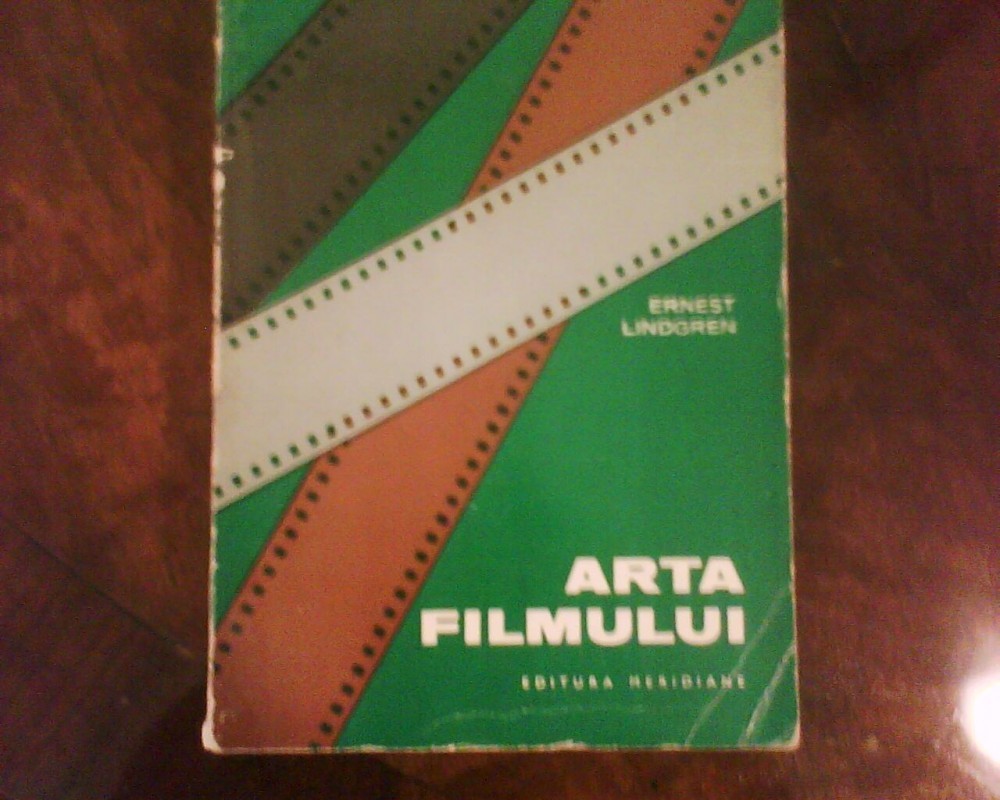 ERNEST
LINDGREN
ARTA
FILMULUI
EDITURA MERIDIANE